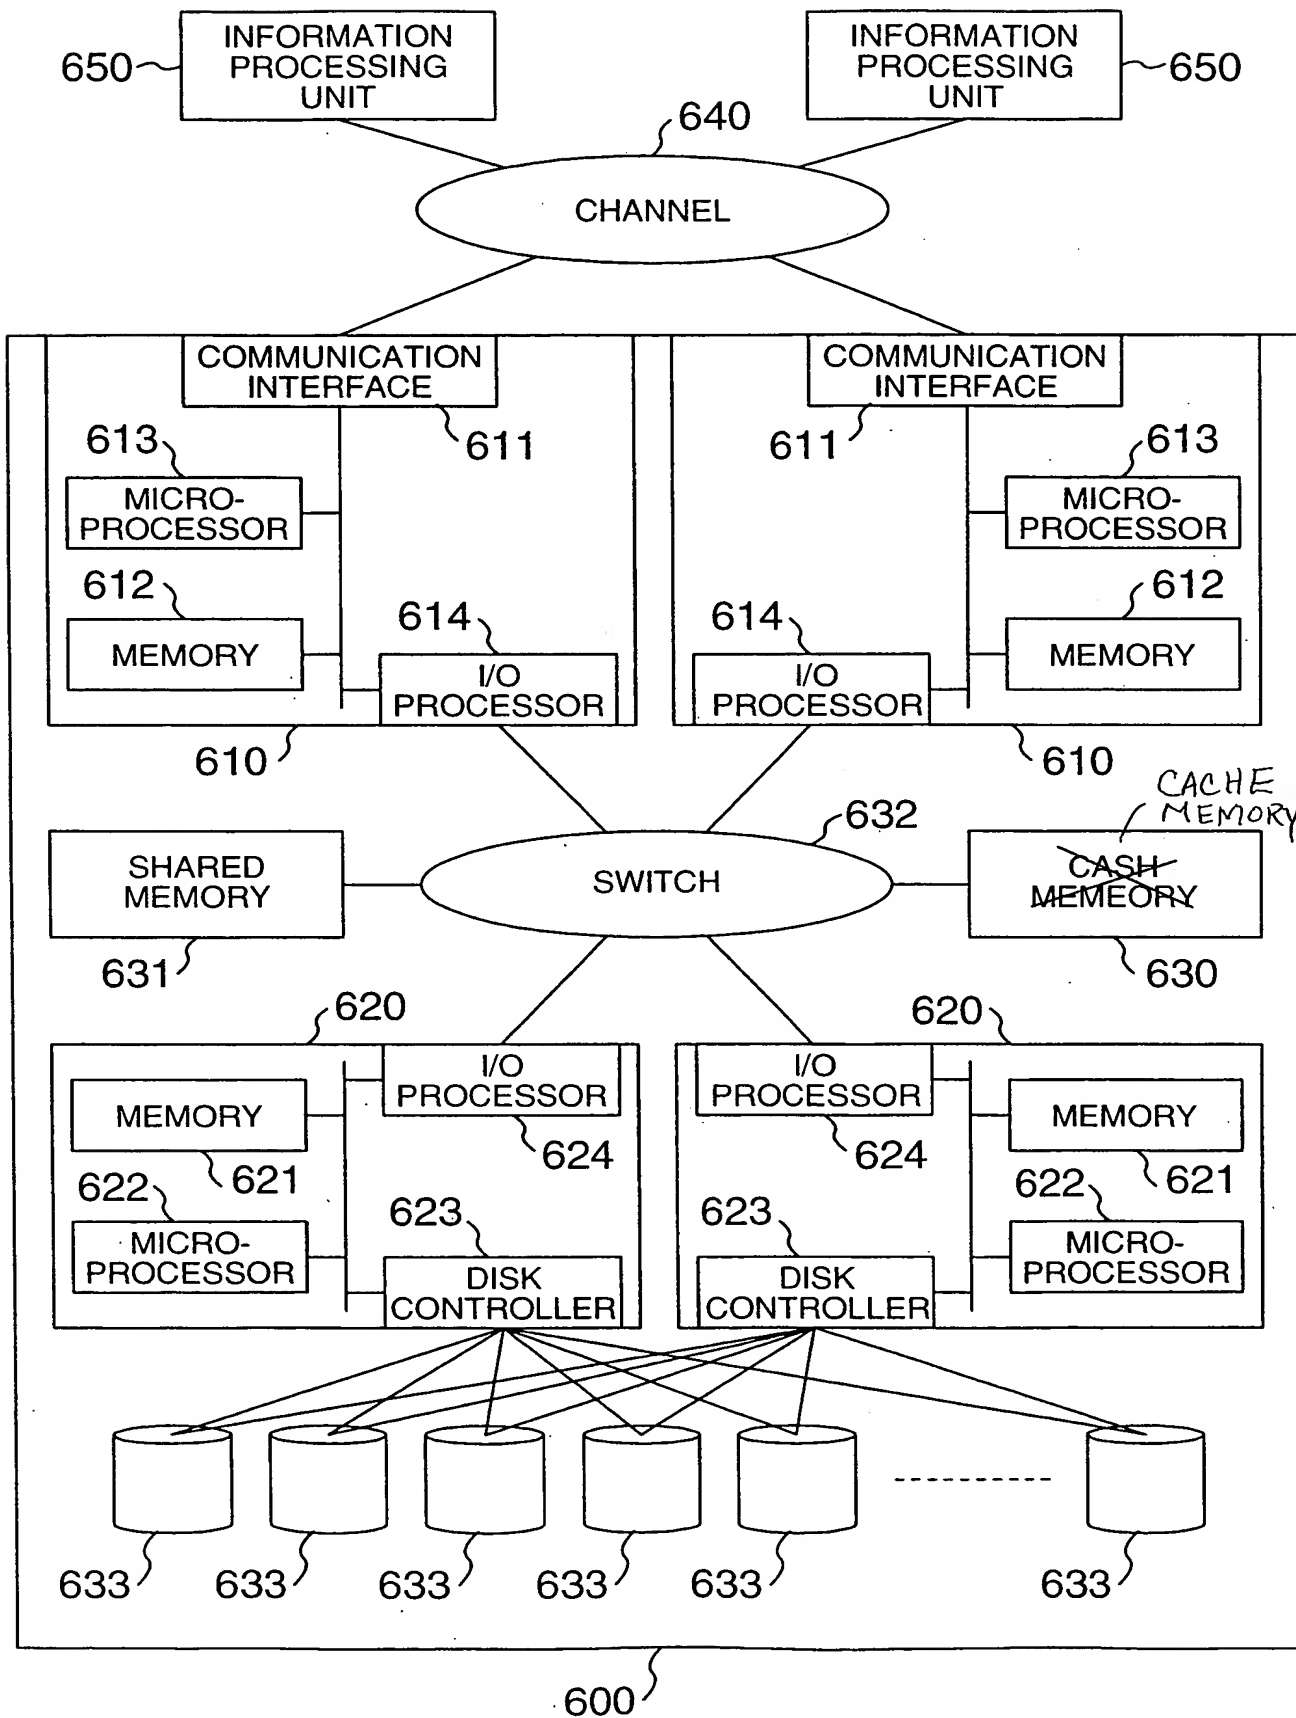 INFORMATION
PROCESSING
UNIT
650
INFORMATION
PROCESSING
UNIT
650
640
CHANNEL
COMMUNICATION
INTERFACE
611
COMMUNICATION
INTERFACE
611
613
MICRO-
PROCESSOR
613
MICRO-
PROCESSOR
612
MEMORY
612
MEMORY
614
I/O
PROCESSOR
614
I/O
PROCESSOR
610
610
CACHE
MEMORY
632
SHARED
MEMORY
631
SWITCH
CASH
MEMEORY
630
620
620
I/O
PROCESSOR
624
I/O
PROCESSOR
624
MEMORY
621
MEMORY
621
622
MICRO-
PROCESSOR
622
MICRO-
PROCESSOR
623
DISK
CONTROLLER
623
DISK
CONTROLLER
633
633
633
633
633
633
600